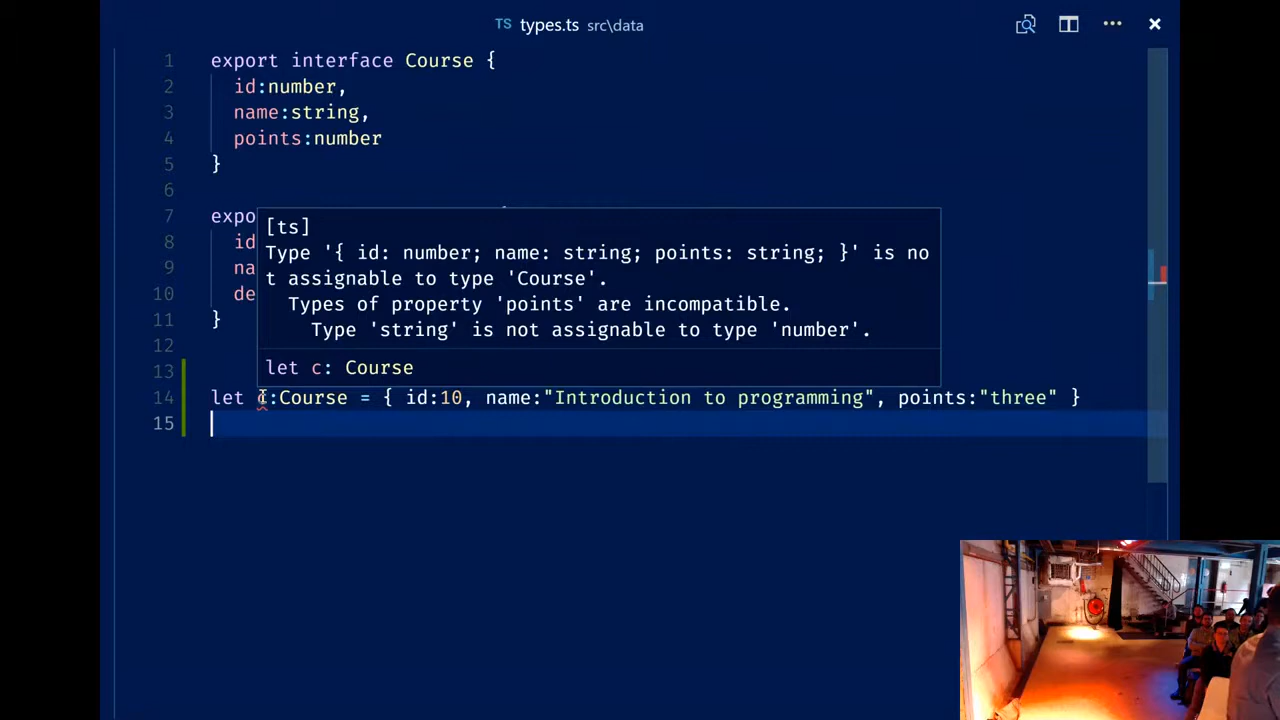 TS types.ts src\data
1 export interface Course {
2 id:number,
3 name:string,
4 points:number
5 }
6
7 expo
8 id
9 na
10 de
11 }
12
13
14 let c:Course = { id:10, name:"Introduction to programming", points:"three" }
15
[ts]
Type '{ id: number; name: string; points: string; }' is no
t assignable to type 'Course'.
Types of property 'points' are incompatible.
Type 'string' is not assignable to type 'number'.
let c: Course